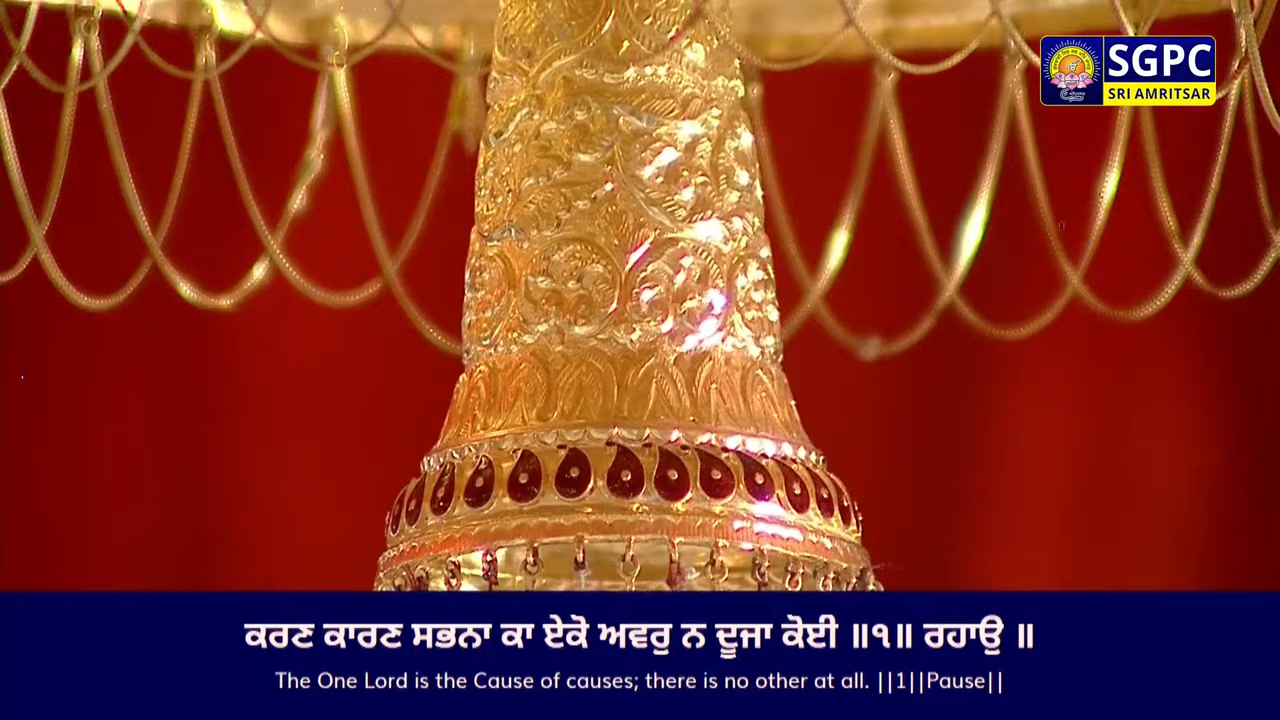 SGPC
SRI AMRITSAR
ਕਰਣ ਕਾਰਣ ਸਭਨਾ ਕਾ ਏਕੋ ਅਵਰੁ ਨ ਦੂਜਾ ਕੋਈ ॥੧॥ ਰਹਾਉ ॥
The One Lord is the Cause of causes; there is no other at all. ||1||Pause||